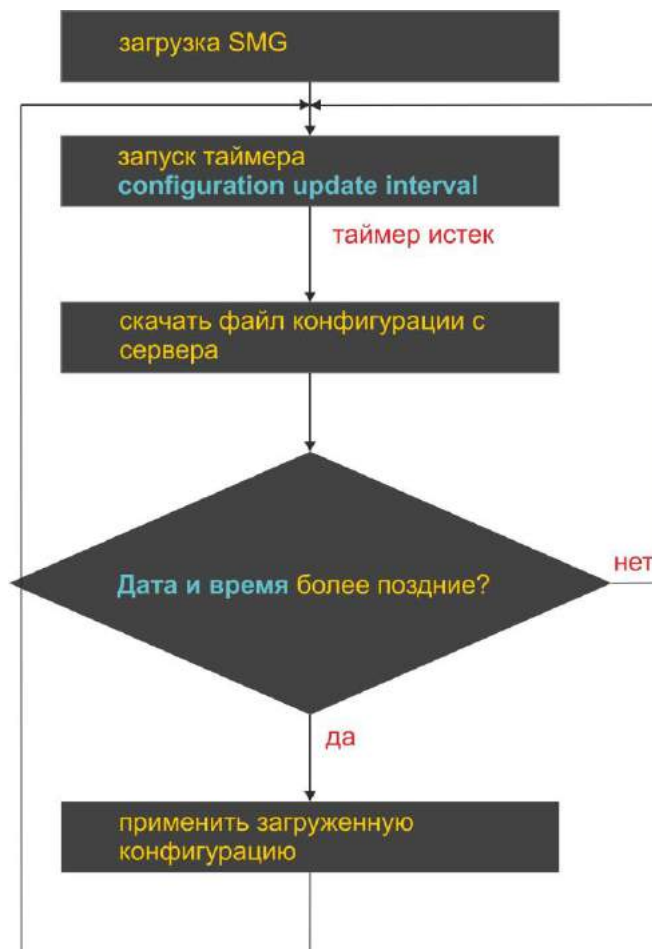 загрузка SMG
запуск таймера
configuration update interval
таймер истек
скачать файл конфигурации с
сервера
Дата и время более поздние?
нет
да
применить загруженную
конфигурацию